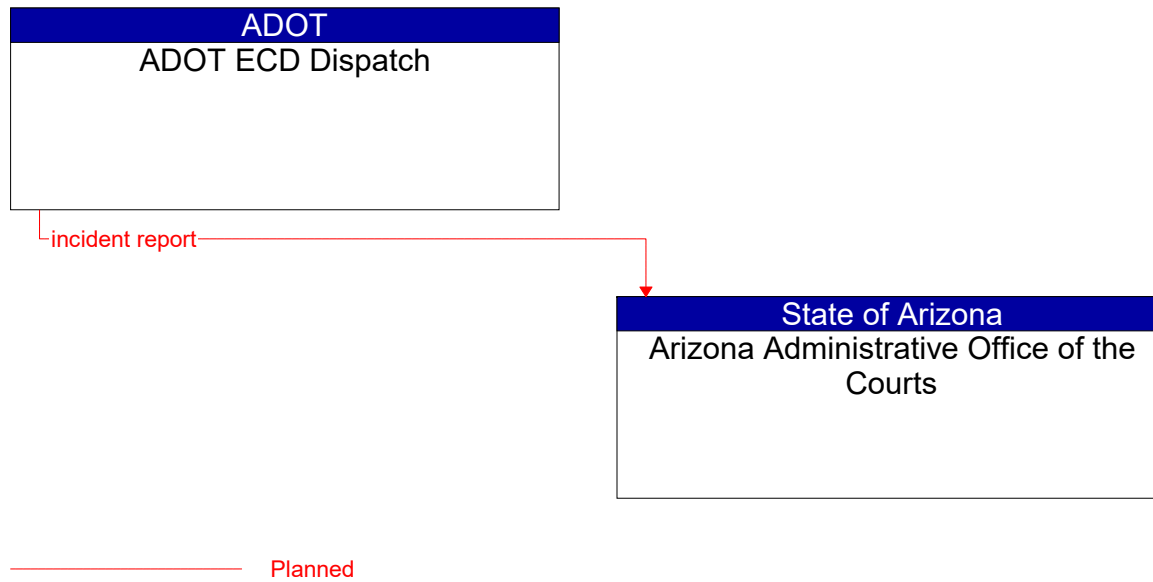 ADOT
ADOT ECD Dispatch
incident report
State of Arizona
Arizona Administrative Office of the
Courts
Planned